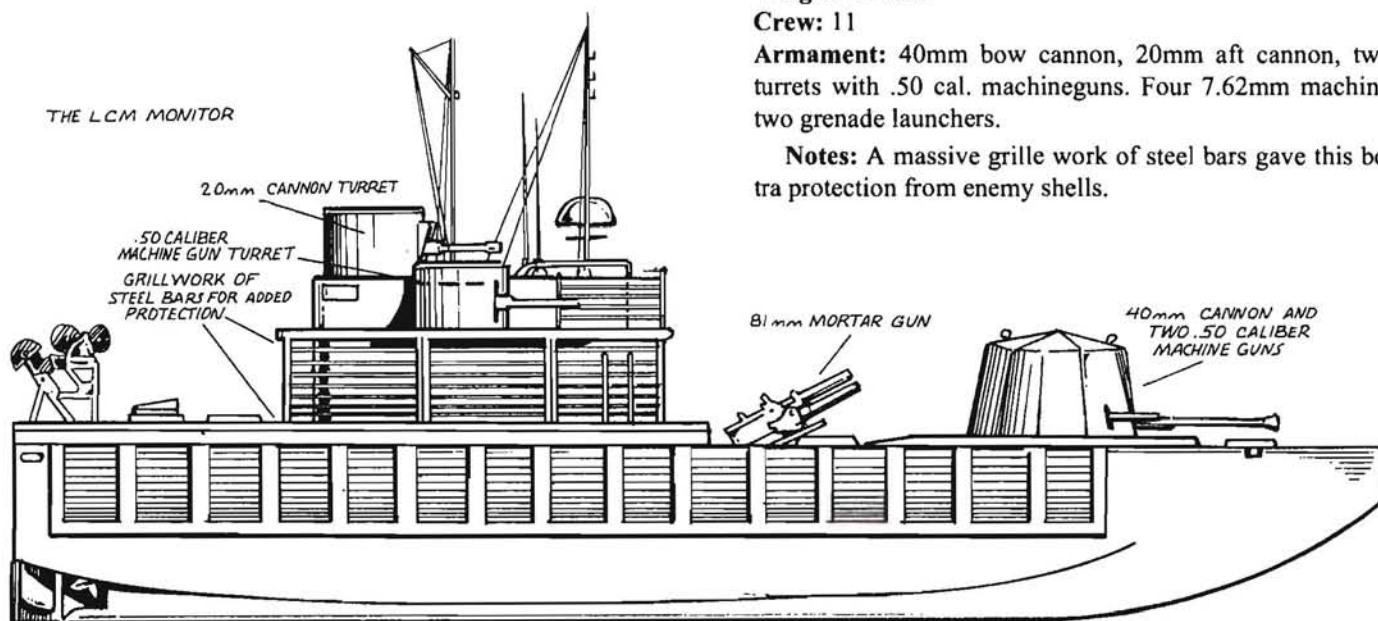 Crew: 11
Armament: 40mm bow cannon, 20mm aft cannon, tw
turrets with .50 cal. machineguns. Four 7.62mm machin
two grenade launchers.
Notes: A massive grille work of steel bars gave this bo
tra protection from enemy shells.
THE LCM MONITOR
20mm CANNON TURRET
.50 CALIBER
MACHINE GUN TURRET
GRILLWORK OF
STEEL BARS FOR ADDED
PROTECTION
81mm MORTAR GUN
40mm CANNON AND
TWO .50 CALIBER
MACHINE GUNS